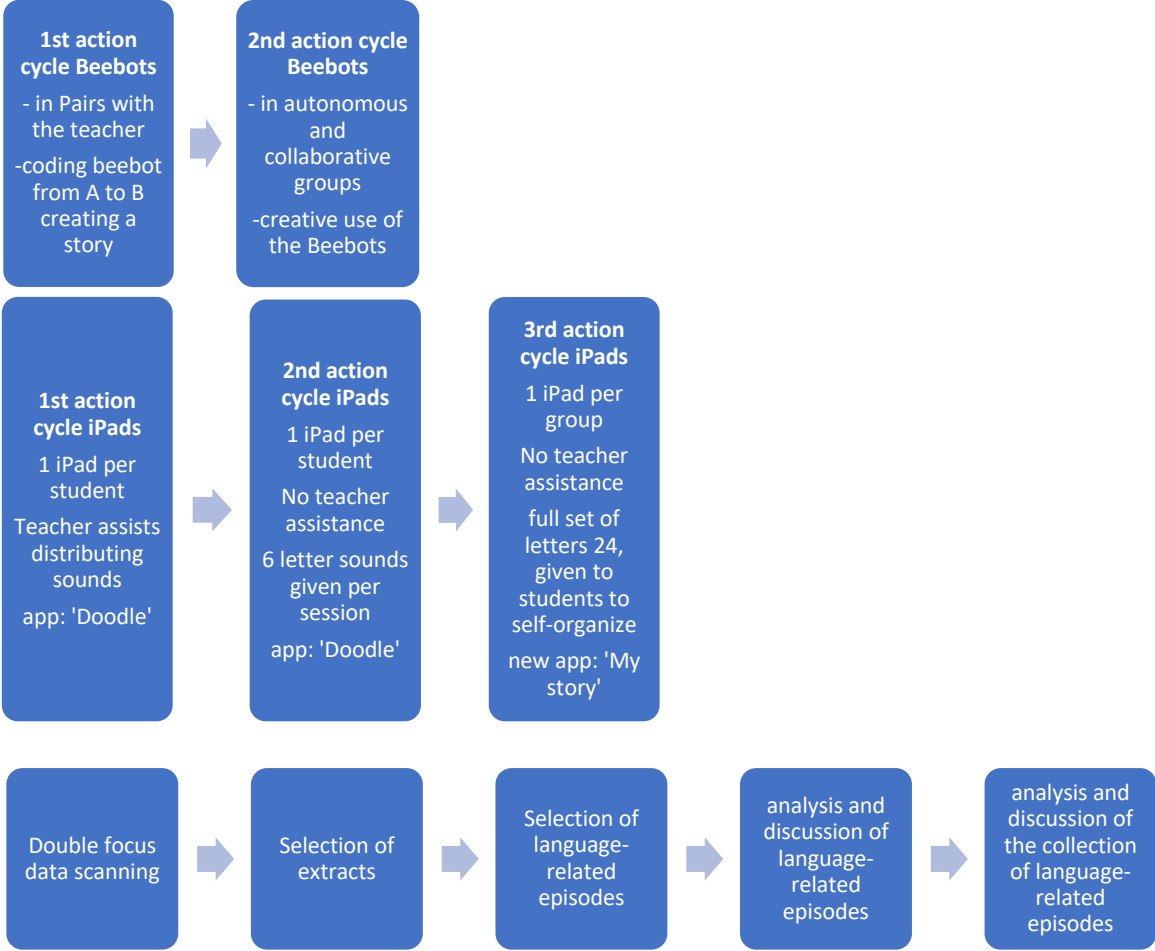 1st action
cycle Beebots
- in Pairs with
the teacher
-coding beebot
from A to B
creating a
story
2nd action cycle
Beebots
- in autonomous
and
collaborative
groups
-creative use of
the Beebots
1st action
cycle iPads
1 iPad per
student
Teacher assists
distributing
sounds
app: 'Doodle'
2nd action
cycle iPads
1 iPad per
student
No teacher
assistance
6 letter sounds
given per
session
app: 'Doodle'
3rd action
cycle iPads
1 iPad per
group
No teacher
assistance
full set of
letters 24,
given to
students to
self-organize
new app: 'My
story'
Double focus
data scanning
Selection of
extracts
Selection of
language-
related
episodes
analysis and
discussion of
language-
related
episodes
analysis and
discussion of
the collection
of language-
related
episodes